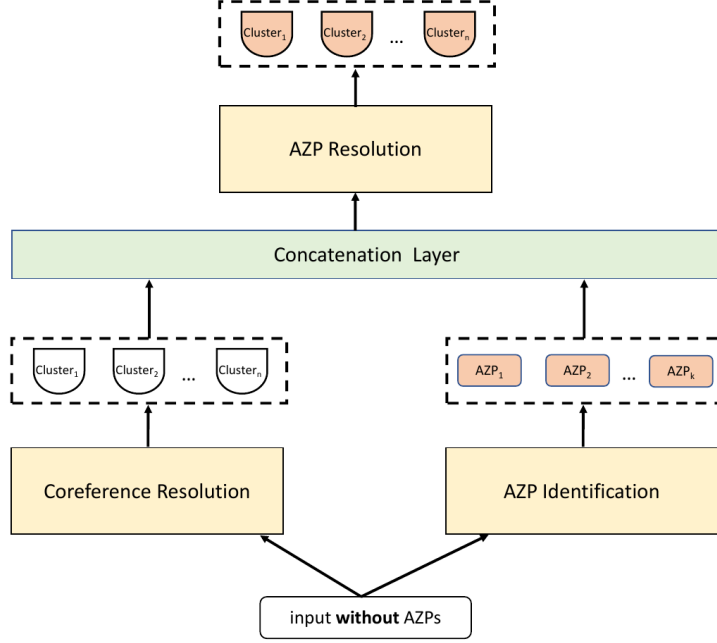 Cluster₁ Cluster₂ ... Clusterₙ
AZP Resolution
Concatenation Layer
Cluster₁ Cluster₂ ... Clusterₙ
AZP₁ AZP₂ ... AZPₖ
Coreference Resolution
AZP Identification
input without AZPs